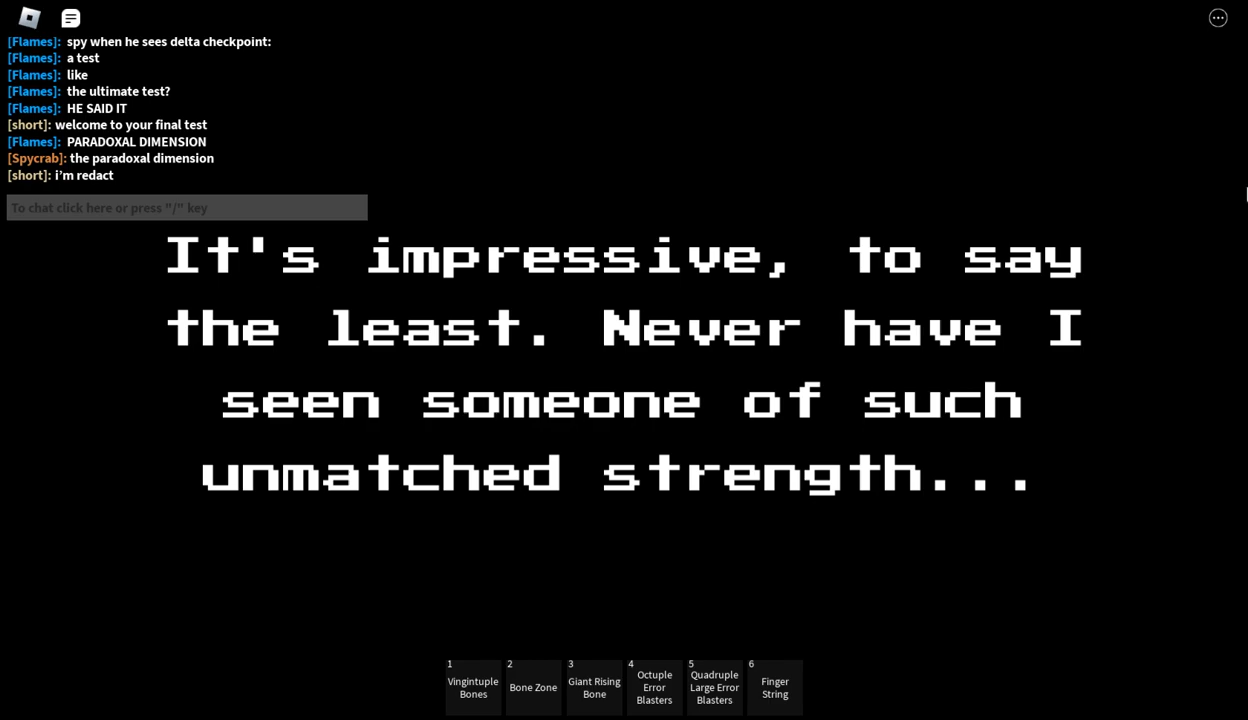 [Flames]: spy when he sees delta checkpoint:
[Flames]: a test
[Flames]: like
[Flames]: the ultimate test?
[Flames]: HE SAID IT
[short]: welcome to your final test
[Flames]: PARADOXAL DIMENSION
[Spycrab]: the paradoxal dimension
[short]: i'm redact
To chat click here or press "/" key
It's impressive, to say
the least. Never have I
seen someone of such
unmatched strength...
1
Vingintuple
Bones
2
Bone Zone
3
Giant Rising
Bone
4
Octuple
Error
Blasters
5
Quadruple
Large Error
Blasters
6
Finger
String